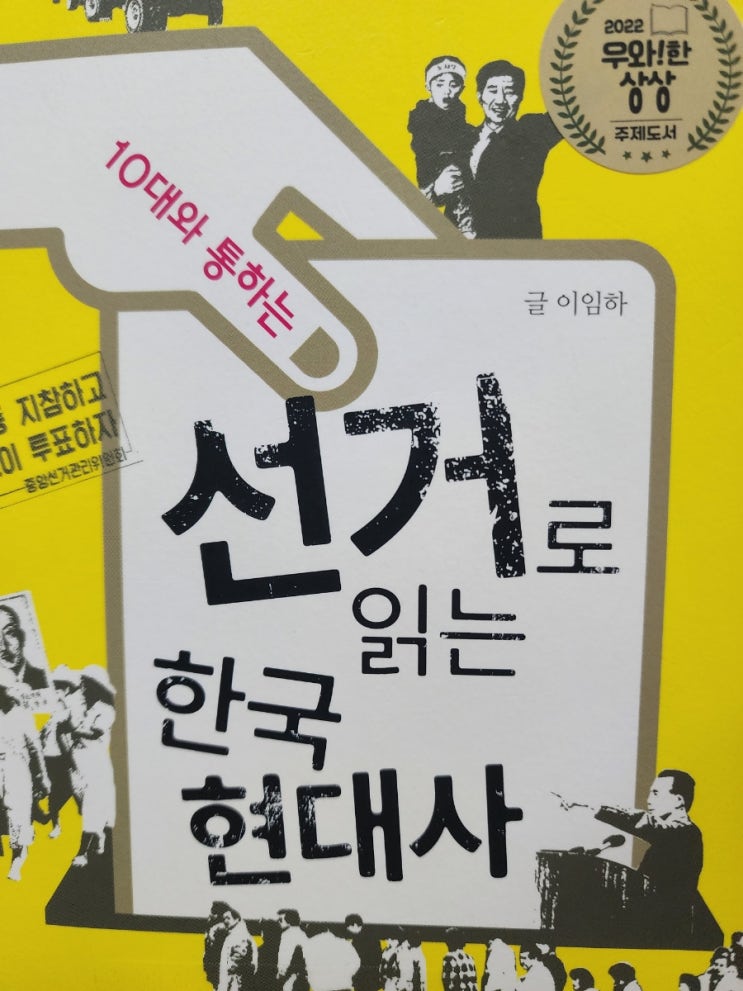 2022
우와!한
상상
주제도서
10대와 통하는
글 이임하
지참하고
투표하자
중앙선거관리위원회
선거로
읽는
한국
현대사